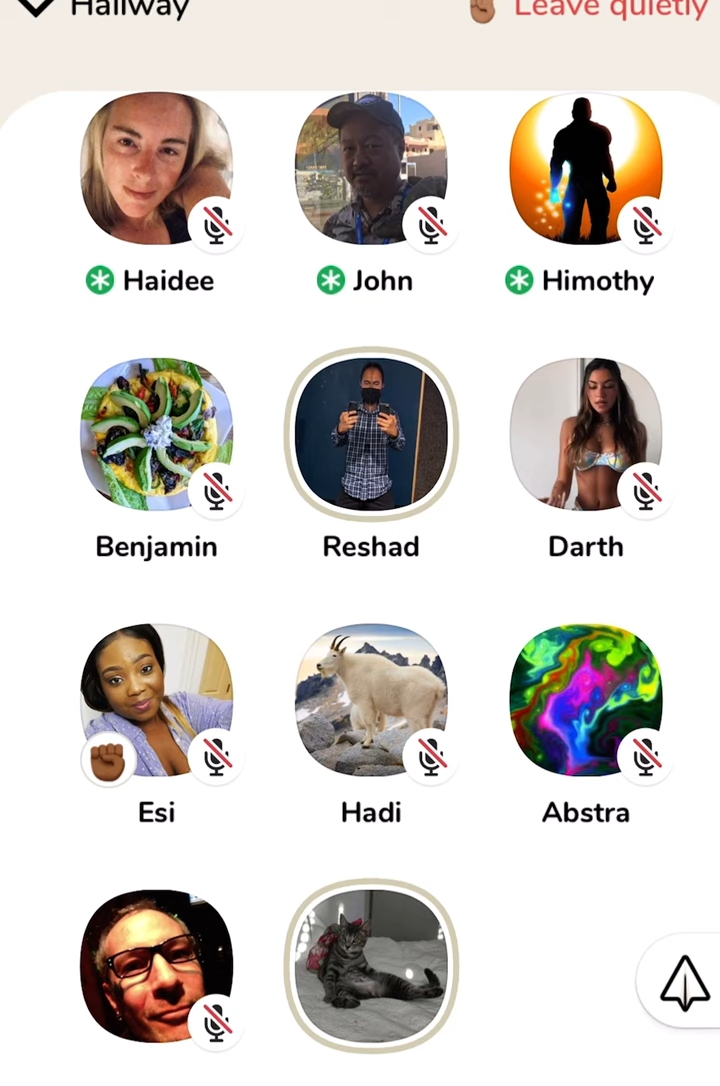 Hallway
Leave quietly
Haidee
John
Himothy
Benjamin
Reshad
Darth
Esi
Hadi
Abstra